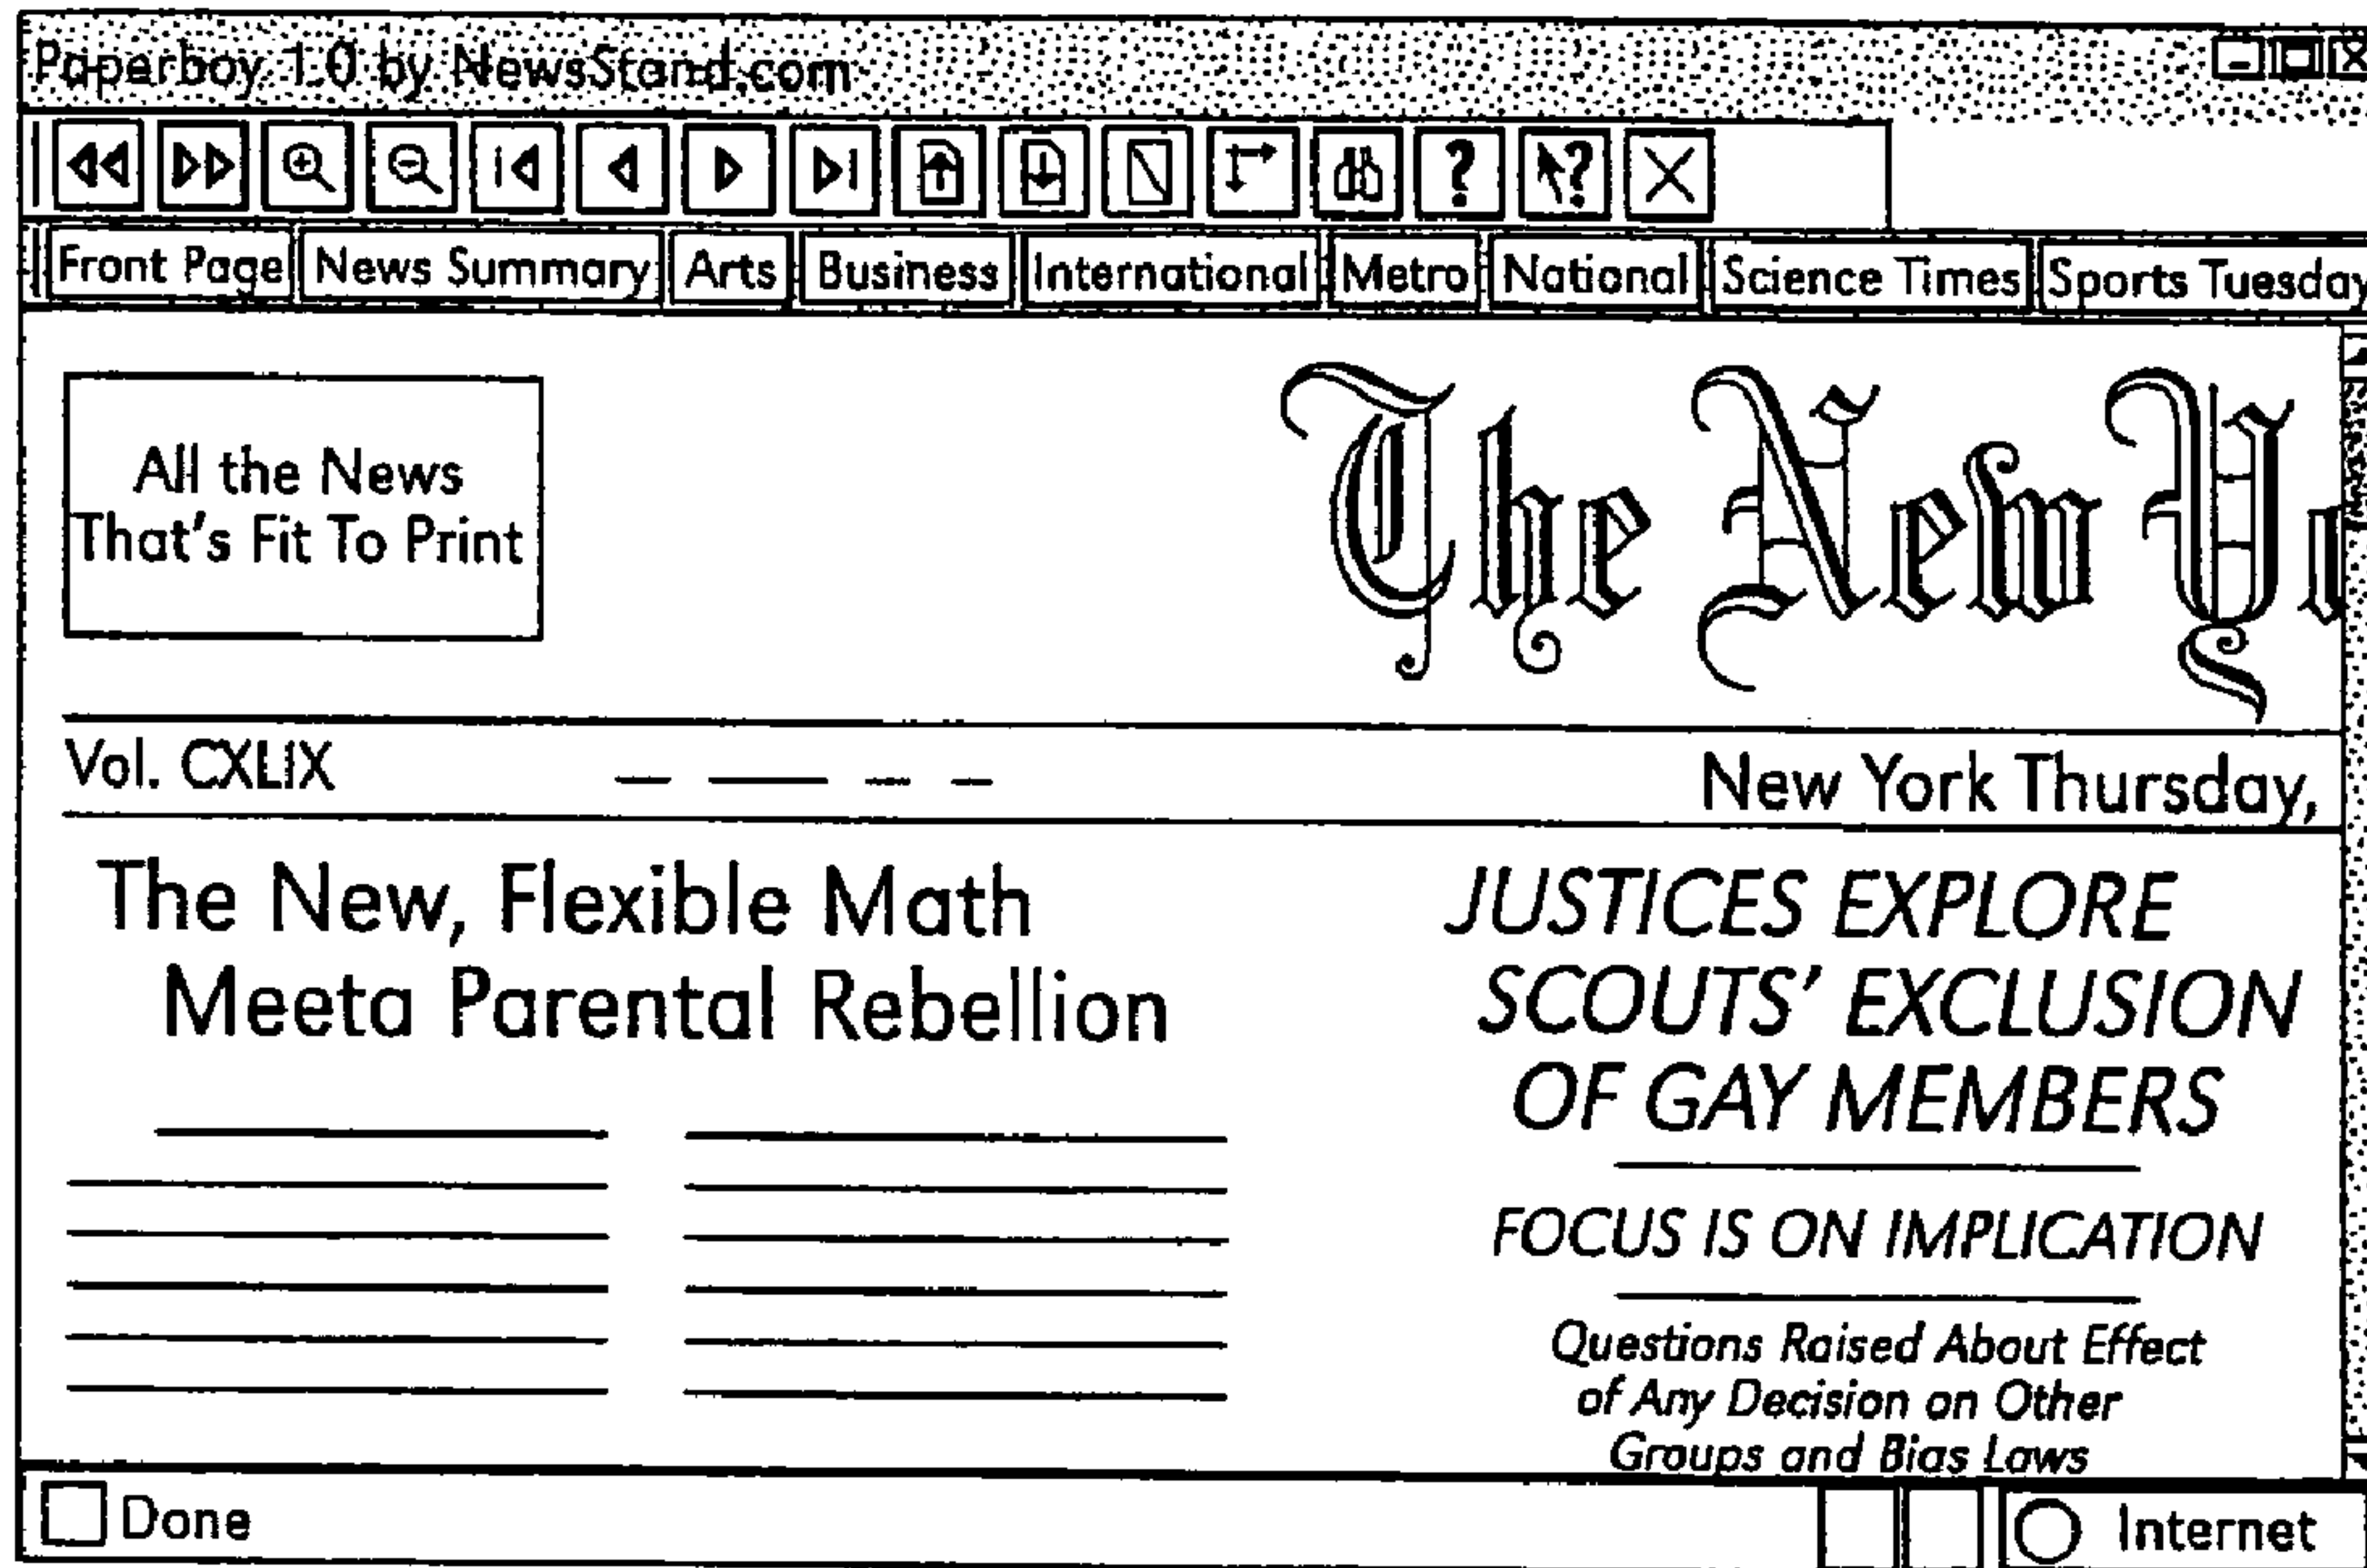 Paperboy 1.0 by NewsStand.com
? ?
Front Page News Summary Arts Business International Metro National Science Times Sports Tuesday
All the News
That's Fit To Print
The New Yo
Vol. CXLIX
New York Thursday,
The New, Flexible Math
Meeta Parental Rebellion
JUSTICES EXPLORE
SCOUTS' EXCLUSION
OF GAY MEMBERS
FOCUS IS ON IMPLICATION
Questions Raised About Effect
of Any Decision on Other
Groups and Bias Laws
Done
Internet